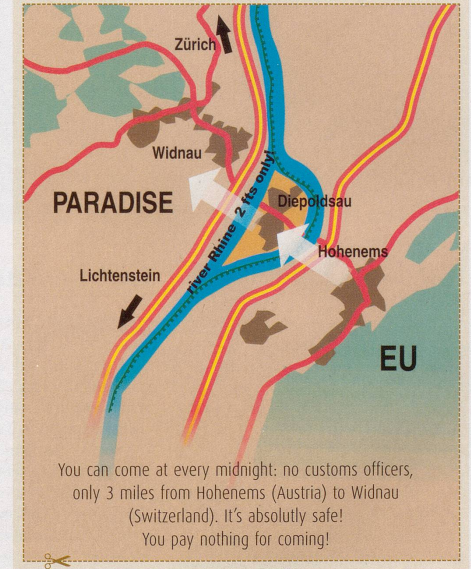 Zürich
Widnau
PARADISE
Diepoldsau
river Rhine 2 fts only!
Hohenems
Lichtenstein
EU
You can come at every midnight: no customs officers,
only 3 miles from Hohenems (Austria) to Widnau
(Switzerland). It's absolutly safe!
You pay nothing for coming!